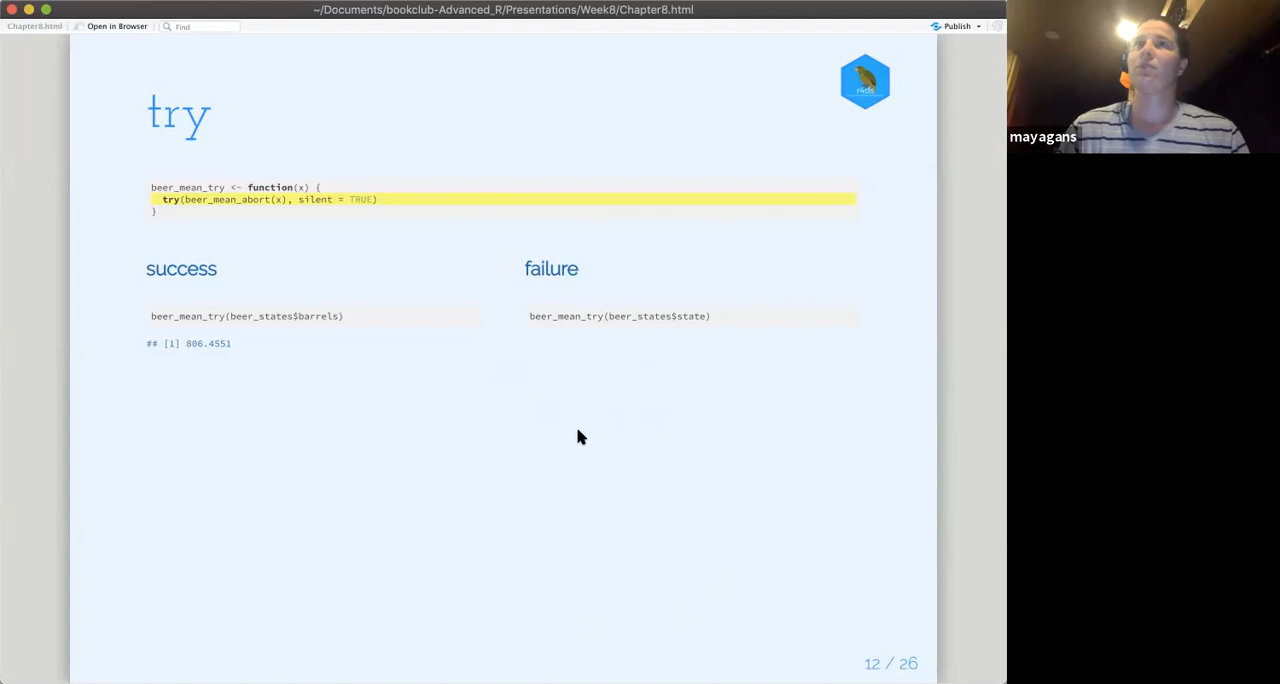 ~/Documents/bookclub-Advanced_R/Presentations/Week8/Chapter8.html
Chapter8.html
Open in Browser
Find
Publish
r4ds
mayagans
try
beer_mean_try <- function(x) {
try(beer_mean_abort(x), silent = TRUE)
}
success
failure
beer_mean_try(beer_states$barrels)
beer_mean_try(beer_states$state)
## [1] 806.4551
12 / 26